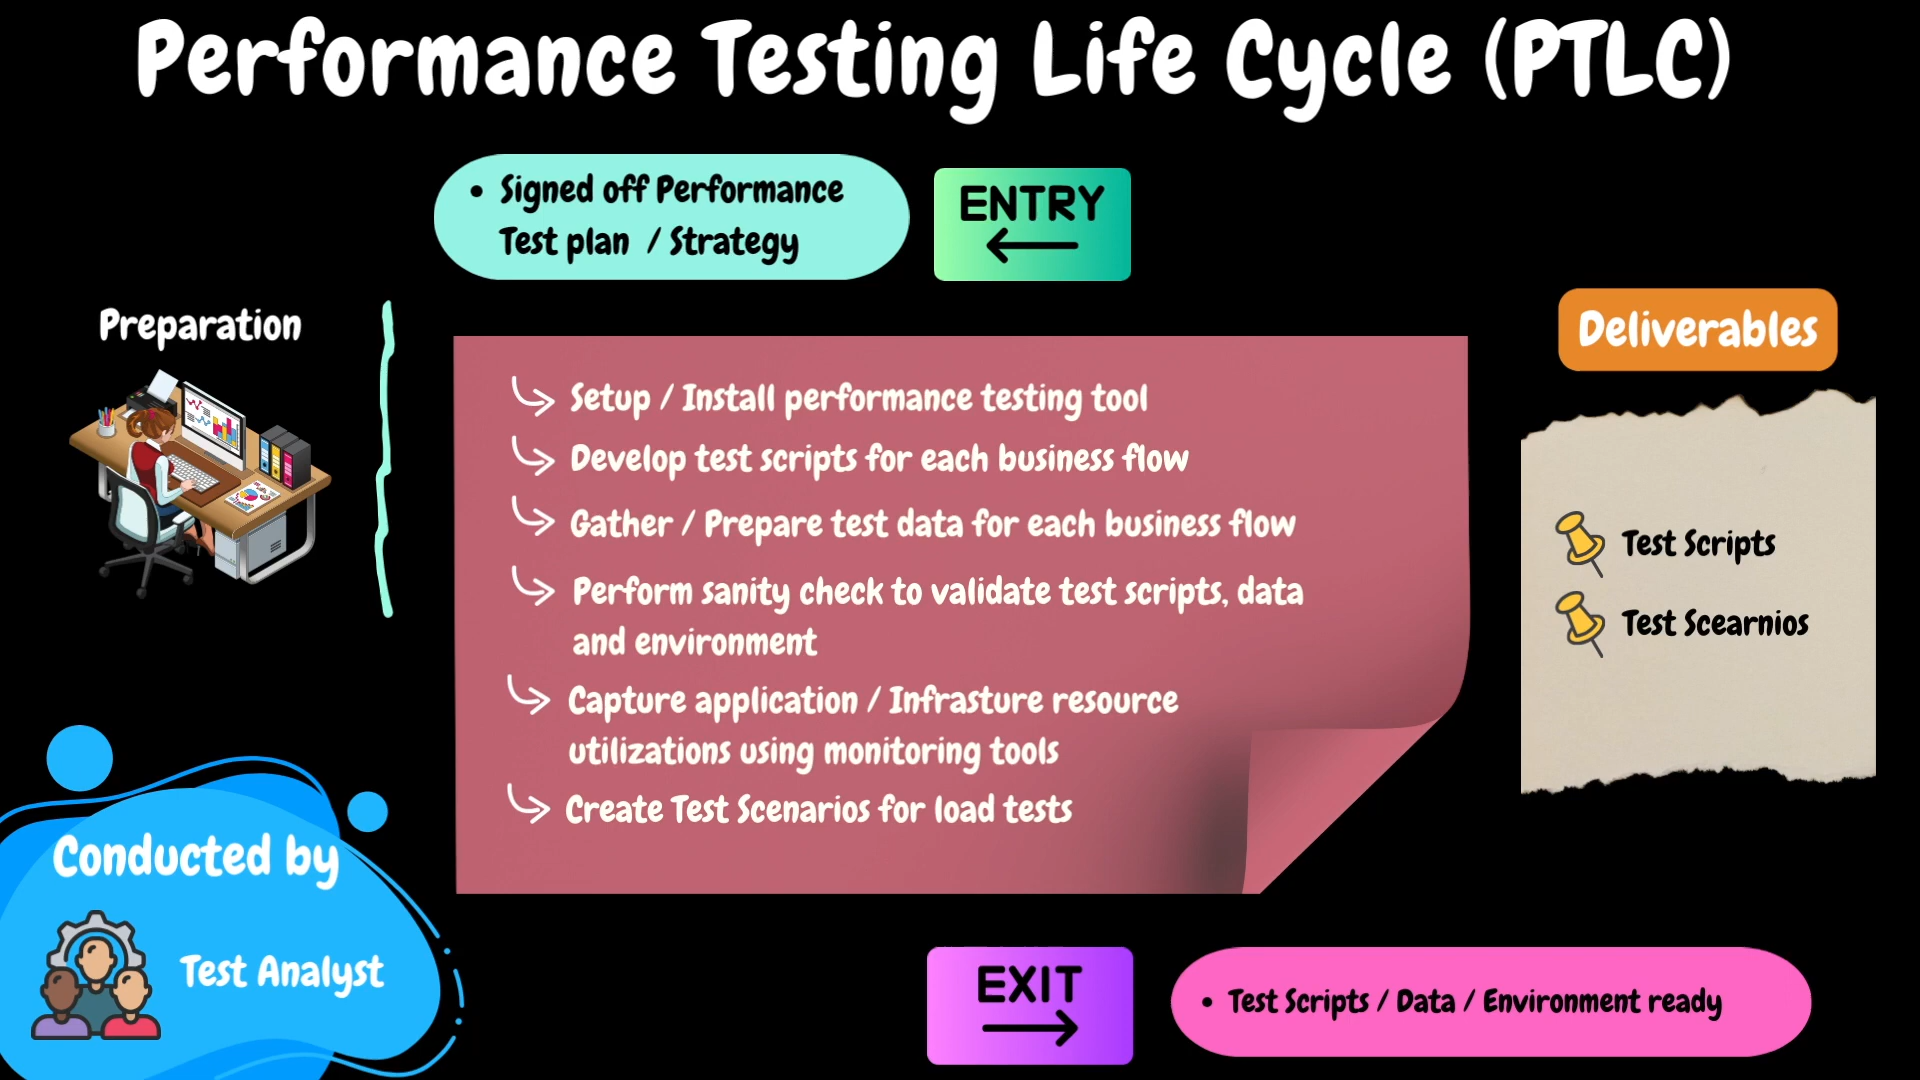 Performance Testing Life Cycle (PTLC)
• Signed off Performance
Test plan / Strategy
ENTRY
Preparation
Setup / Install performance testing tool
Develop test scripts for each business flow
Gather / Prepare test data for each business flow
Perform sanity check to validate test scripts, data
and environment
Capture application / Infrasture resource
utilizations using monitoring tools
Create Test Scenarios for load tests
Deliverables
Test Scripts
Test Scearnios
Conducted by
Test Analyst
EXIT
• Test Scripts / Data / Environment ready